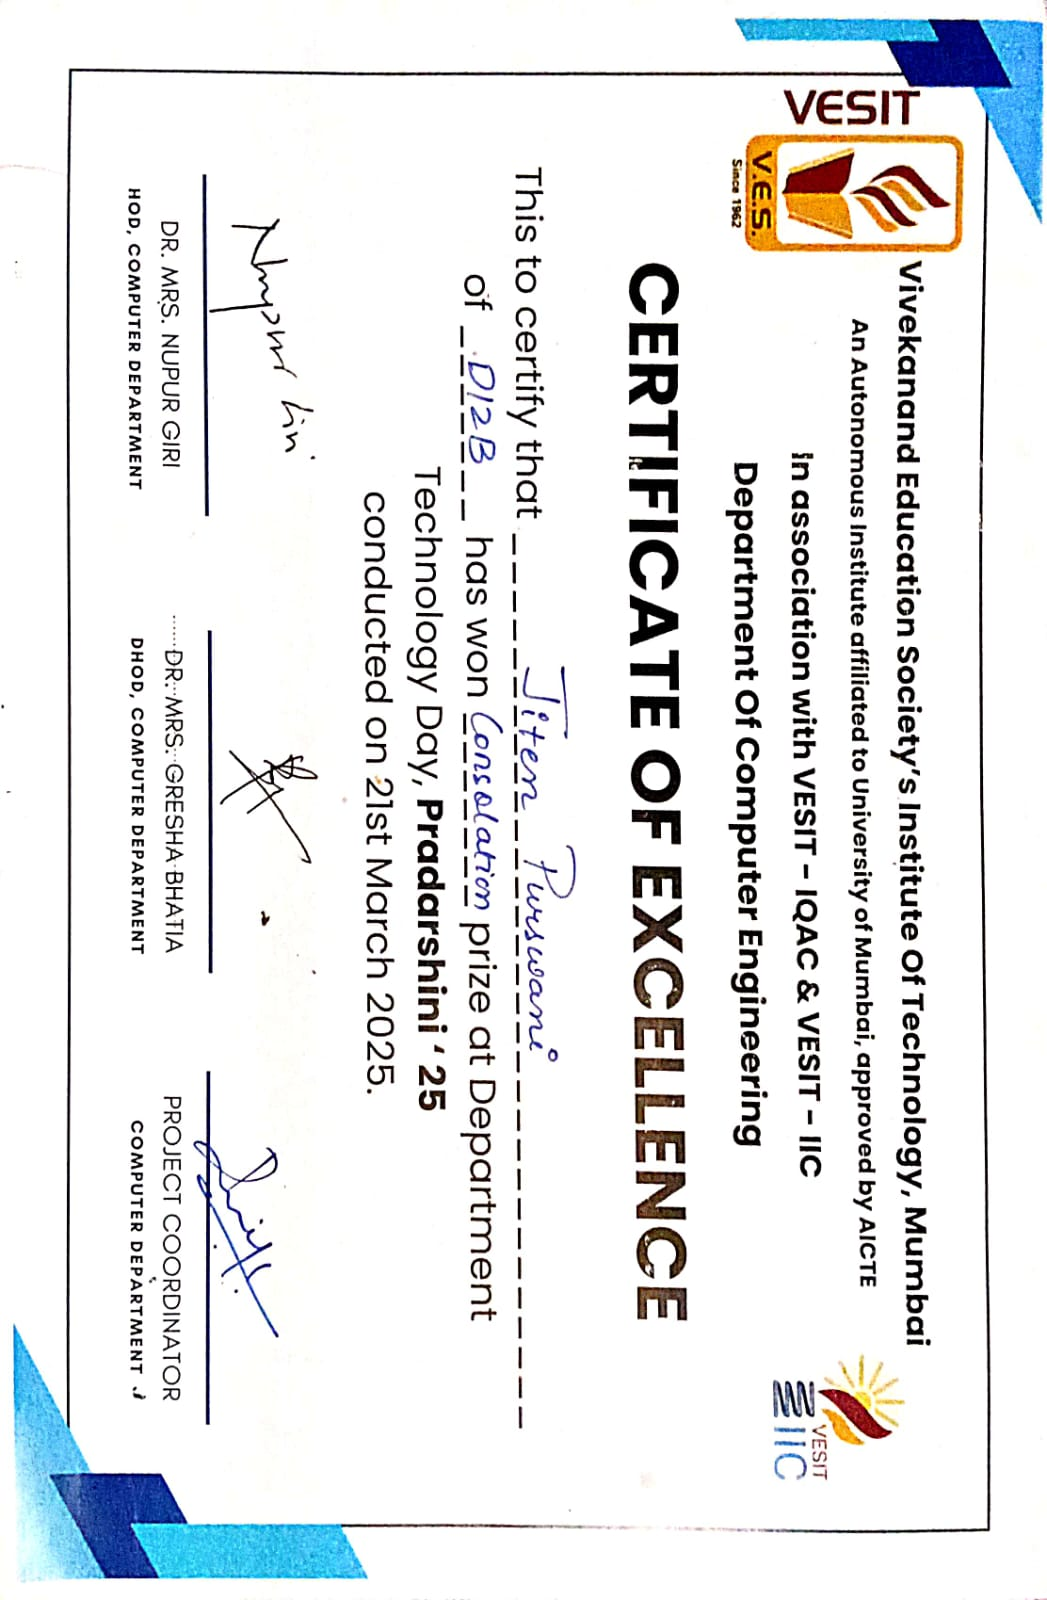 VESIT
V.E.S.
Since 1962
Vivekanand Education Society's Institute Of Technology, Mumbai
An Autonomous Institute affiliated to University of Mumbai, approved by AICTE
In association with VESIT - IQAC & VESIT - IIC
Department Of Computer Engineering
VESIT
IIC
CERTIFICATE OF EXCELLENCE
This to certify that Jiten Purswani
of D12B has won Consolation prize at Department
Technology Day, Pradarshini ' 25
conducted on 21st March 2025.
Nupur Giri
DR. MRS. NUPUR GIRI
HOD, COMPUTER DEPARTMENT
DR. MRS. GRESHA BHATIA
DHOD, COMPUTER DEPARTMENT
PROJECT COORDINATOR
COMPUTER DEPARTMENT